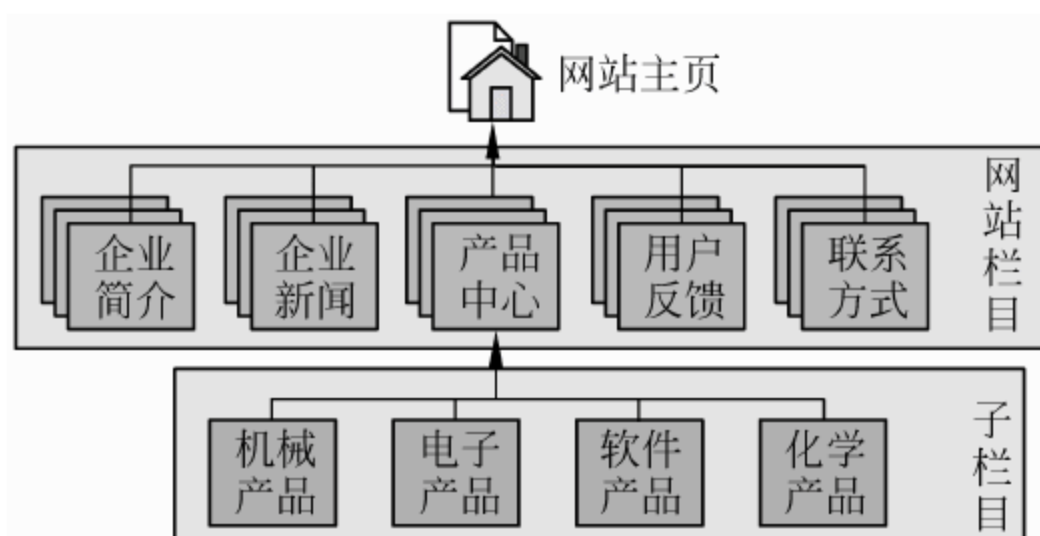 网站主页
网站栏目
企业
简介
企业
新闻
产品
中心
用户
反馈
联系
方式
子栏目
机械
产品
电子
产品
软件
产品
化学
产品